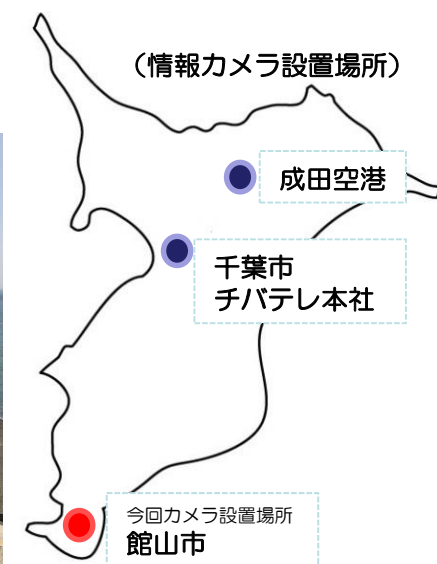 （情報カメラ設置場所）
成田空港
千葉市
チバテレ本社
今回カメラ設置場所
館山市